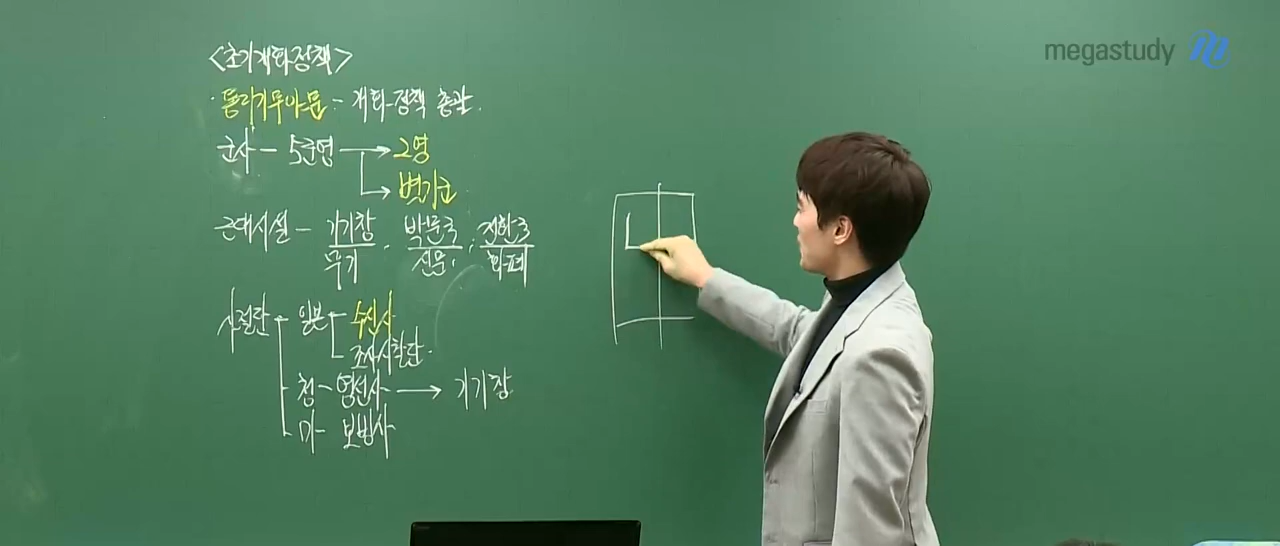 megastudy
<초기개화정책>
· 통리기무아문 - 개화정책 총괄.
군사 - 5군영 → 2영
→ 별기군
근대시설 - 기기창 . 박문국 . 전환국
무기 신문 화폐
사절단 - 일본 - 수신사
조사시찰단.
청 - 영선사 → 기기창
미 - 보빙사